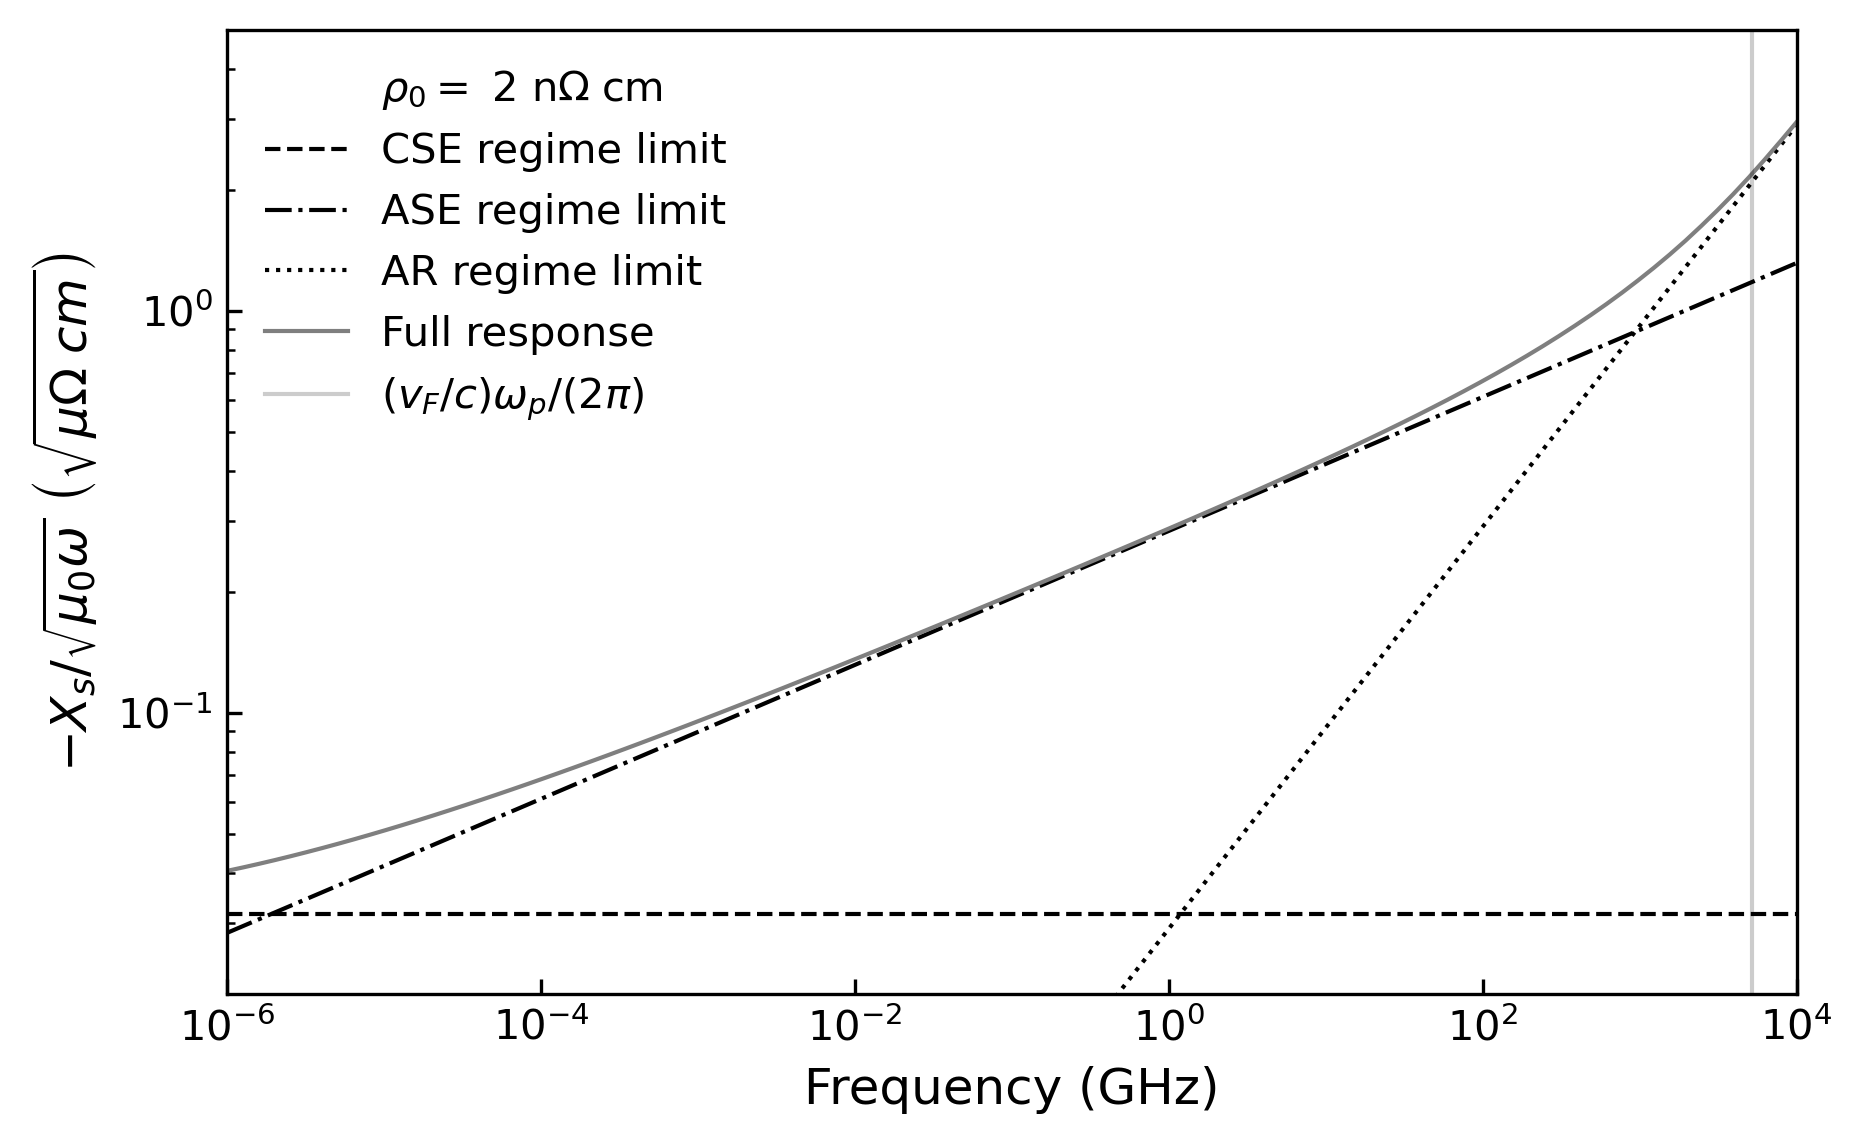 ρ₀ = 2 nΩ cm
CSE regime limit
ASE regime limit
AR regime limit
Full response
(v_F/c)ω_p/(2π)
−X_s/√μ₀ω (√μΩ cm)
10⁰
10⁻¹
10⁻⁶ 10⁻⁴ 10⁻² 10⁰ 10² 10⁴
Frequency (GHz)